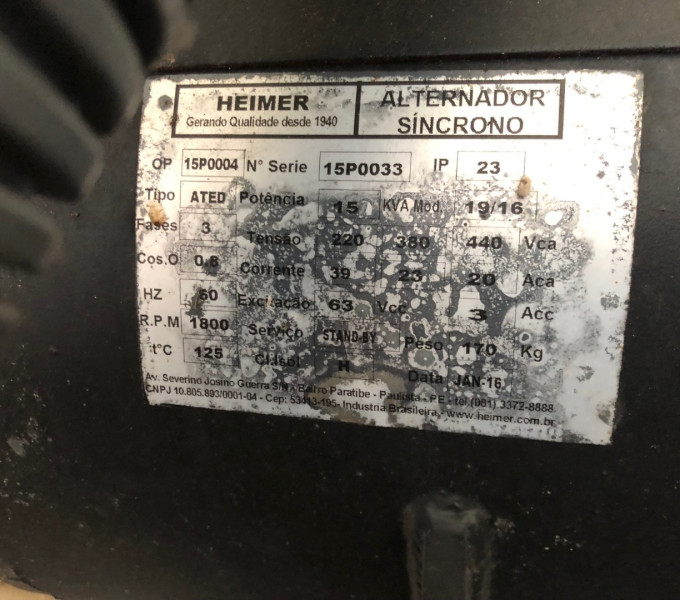 HEIMER
Gerando Qualidade desde 1940
ALTERNADOR
SÍNCRONO
OP 15P0004 N° Serie 15P0033 IP 23
Tipo ATED Potência 15 KVA Mod. 19/16
Fases 3 Tensão 220 380 440 Vca
Cos.O 0.8 Corrente 39 23 20 Aca
HZ 60 Excitação 63 Vcc 3 Acc
R.P.M 1800 Serviço STAND-BY Peso 170 Kg
t°C 125 Cl.Isol H Data JAN-16
Av. Severino Josino Guerra S/N - Bairro Paratibe - Paulista - PE - tel (081) 3372-8888
CNPJ 10.805.893/0001-04 - Cep: 53413-195- Industria Brasileira - www.heimer.com.br